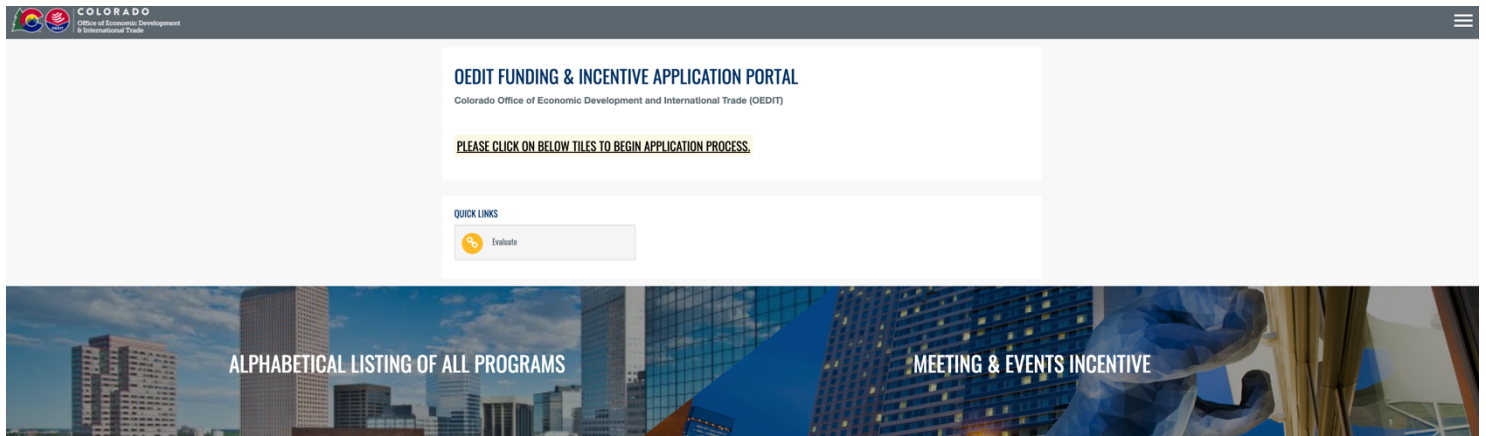 COLORADO
Office of Economic Development
& International Trade
OEDIT FUNDING & INCENTIVE APPLICATION PORTAL
Colorado Office of Economic Development and International Trade (OEDIT)
PLEASE CLICK ON BELOW TILES TO BEGIN APPLICATION PROCESS.
QUICK LINKS
Evaluate
ALPHABETICAL LISTING OF ALL PROGRAMS
MEETING & EVENTS INCENTIVE